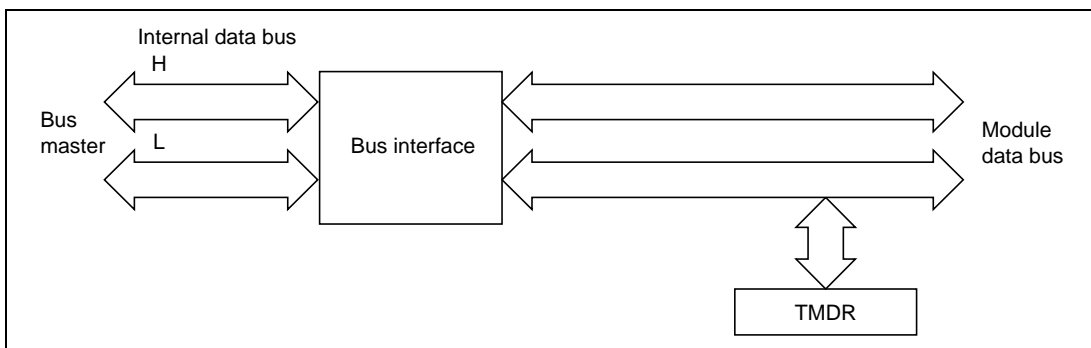 Internal data bus
H
Bus
master
L
Bus interface
Module
data bus
TMDR